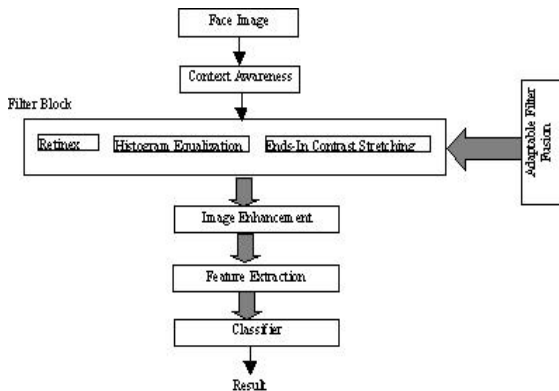 Face Image
Context Awareness
Filter Block
Retinex
Histogram Equalization
Ends-In Contrast Stretching
Adaptable Filter
Fusion
Image Enhancement
Feature Extraction
Classifier
Result